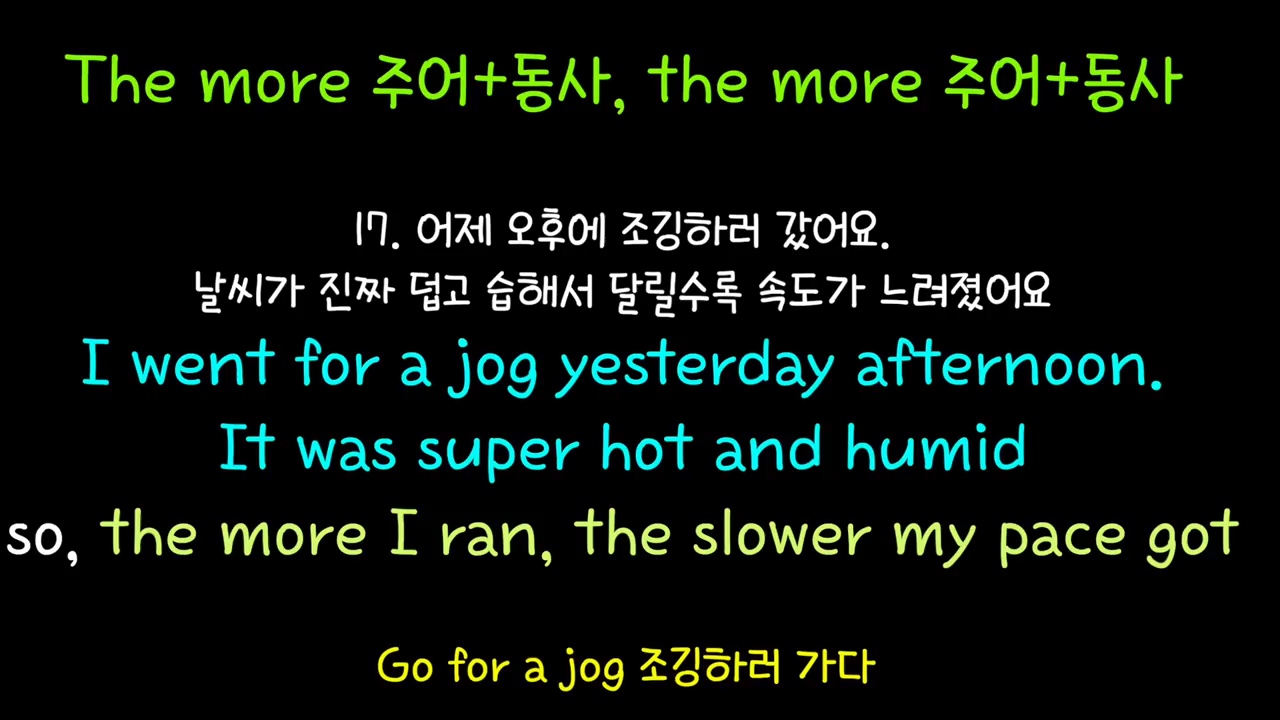 The more 주어+동사, the more 주어+동사
17. 어제 오후에 조깅하러 갔어요.
날씨가 진짜 덥고 습해서 달릴수록 속도가 느려졌어요
I went for a jog yesterday afternoon.
It was super hot and humid
so, the more I ran, the slower my pace got
Go for a jog 조깅하러 가다